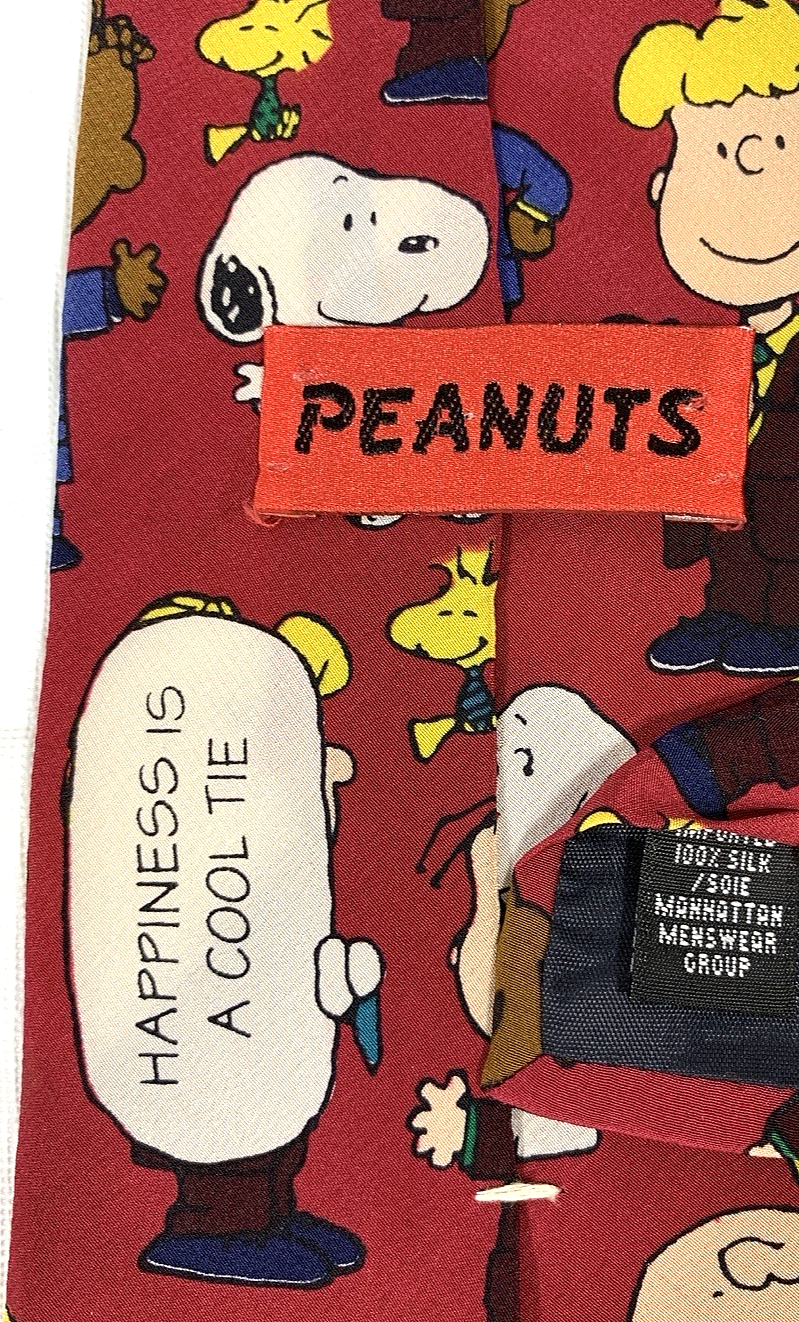 PEANUTS
HAPPINESS IS
A COOL TIE
100% SILK
/SOIE
MANHATTAN
MENSWEAR
GROUP